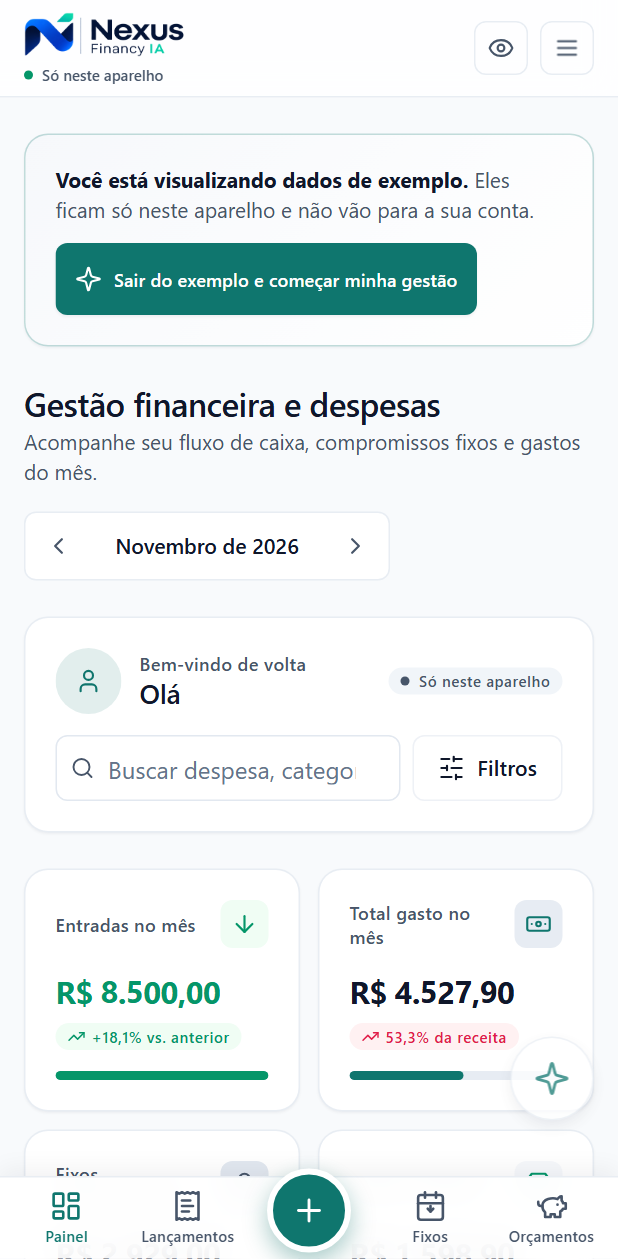 Nexus
Financy IA
Só neste aparelho
Você está visualizando dados de exemplo. Eles
ficam só neste aparelho e não vão para a sua conta.
Sair do exemplo e começar minha gestão
Gestão financeira e despesas
Acompanhe seu fluxo de caixa, compromissos fixos e gastos
do mês.
Novembro de 2026
Bem-vindo de volta
Olá
Só neste aparelho
Buscar despesa, catego
Filtros
Entradas no mês
R$ 8.500,00
+18,1% vs. anterior
Total gasto no
mês
R$ 4.527,90
53,3% da receita
Fixos
Painel
Lançamentos
Fixos
Orçamentos